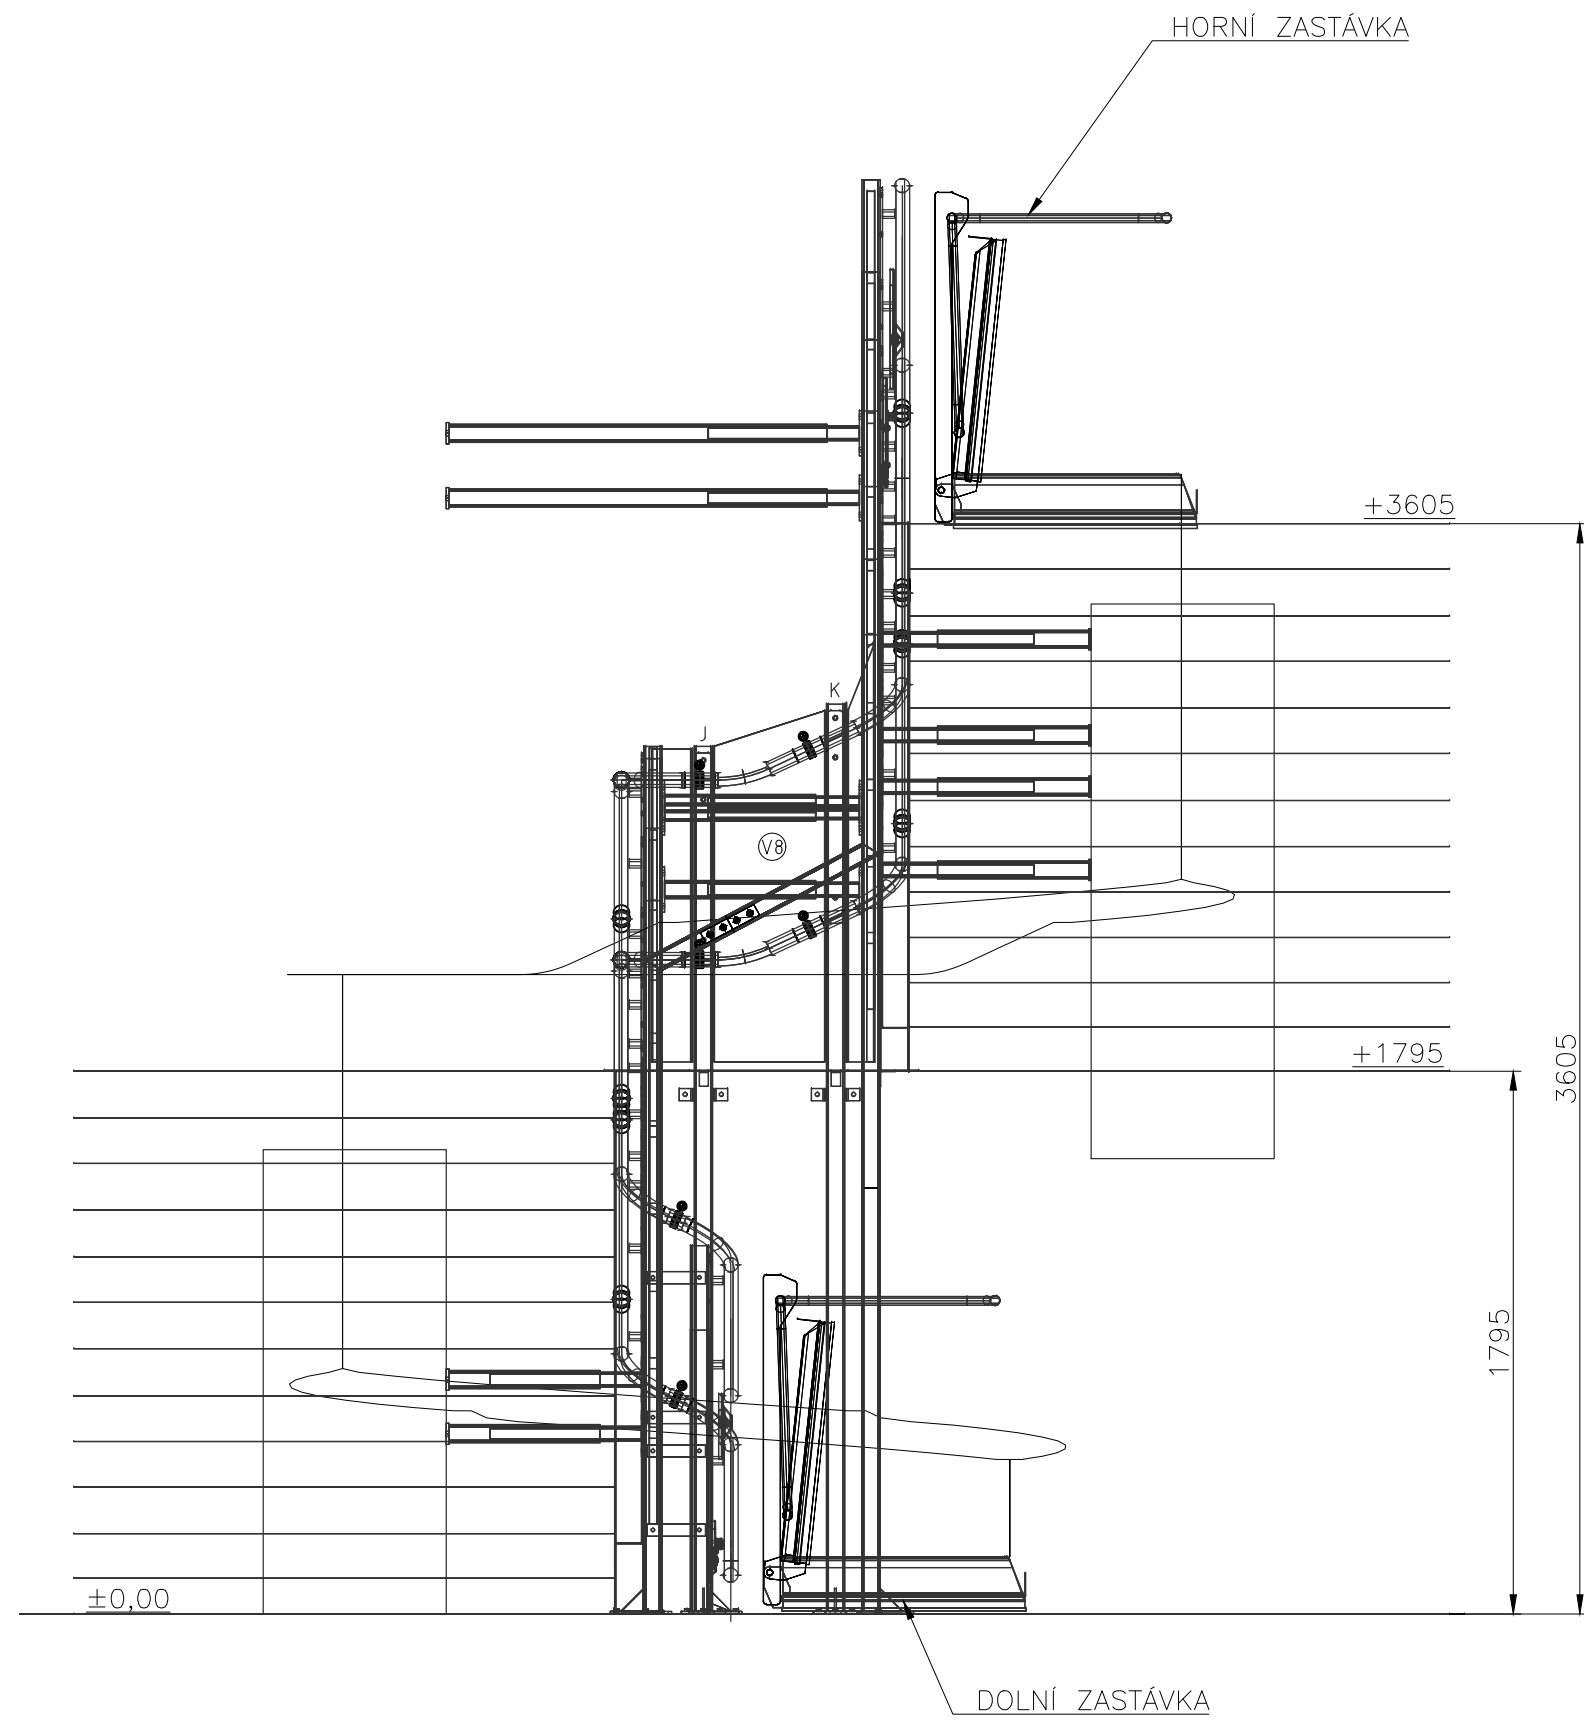 HORNÍ ZASTÁVKA
+3605
K
J
V8
+1795
3605
1795
±0,00
DOLNÍ ZASTÁVKA